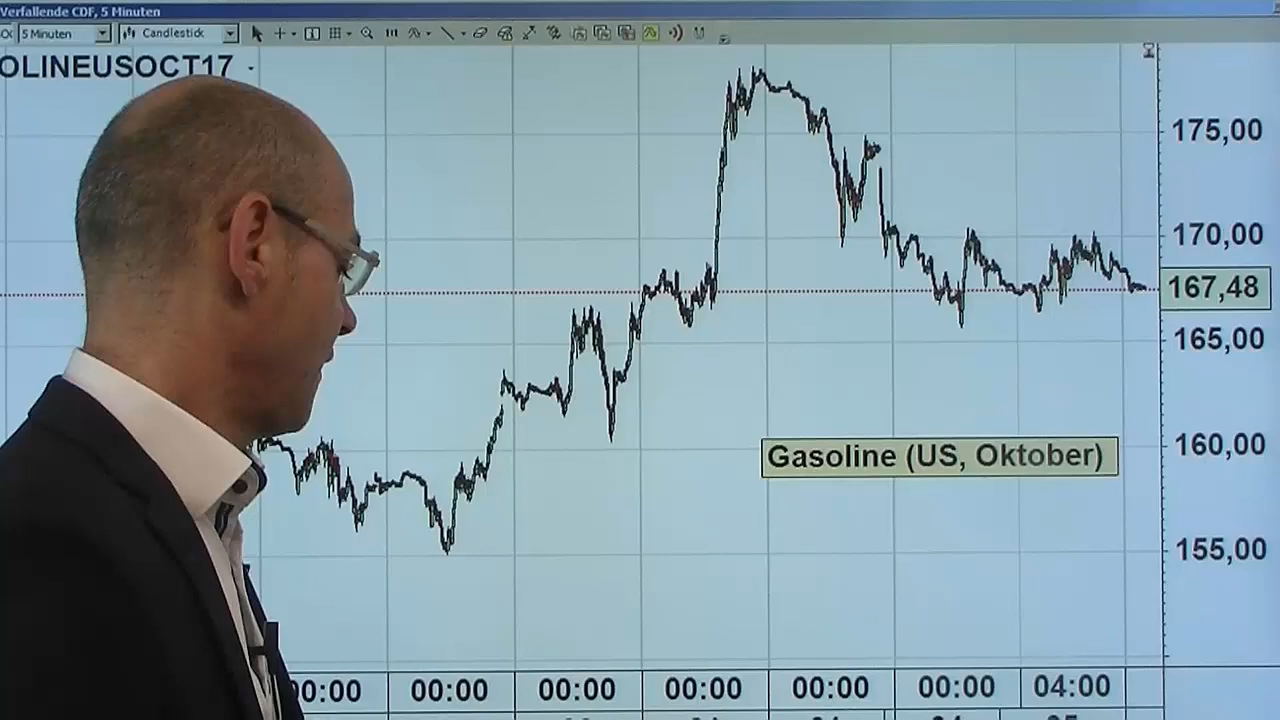 Verfallende CDF, 5 Minuten
5 Minuten
Candlestick
OLINEUSOCT17
175,00
170,00
167,48
165,00
Gasoline (US, Oktober)
160,00
155,00
00:00
00:00
00:00
00:00
00:00
00:00
04:00